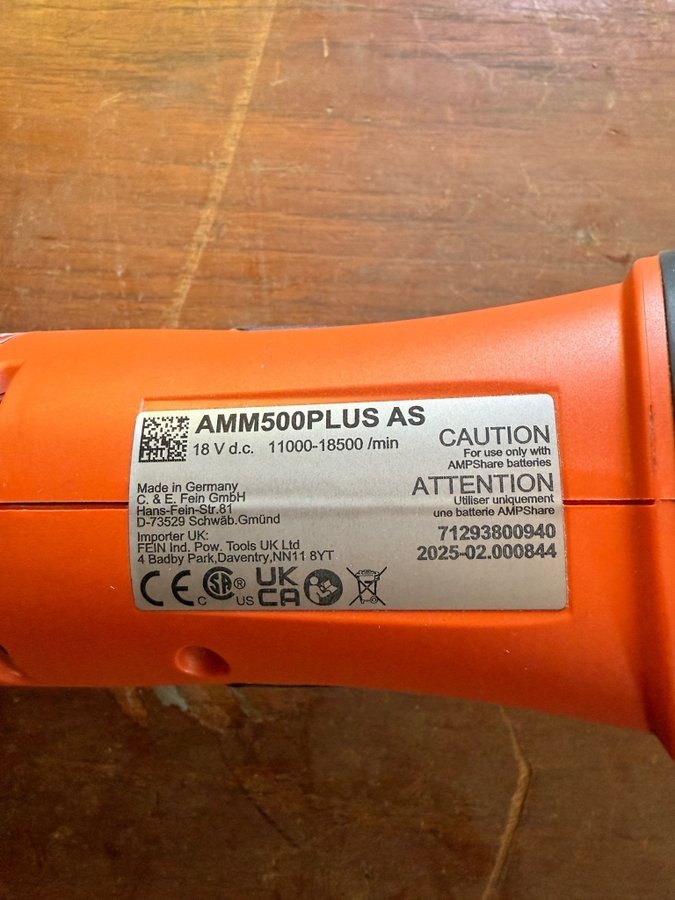 AMM500PLUS AS
18 V d.c. 11000-18500 /min
CAUTION
For use only with
AMPShare batteries
ATTENTION
Utiliser uniquement
une batterie AMPShare
Made in Germany
C. & E. Fein GmbH
Hans-Fein-Str.81
D-73529 Schwäb.Gmünd
Importer UK:
FEIN Ind. Pow. Tools UK Ltd
4 Badby Park,Daventry,NN11 8YT
71293800940
2025-02.000844
CE C SA ® US UK CA